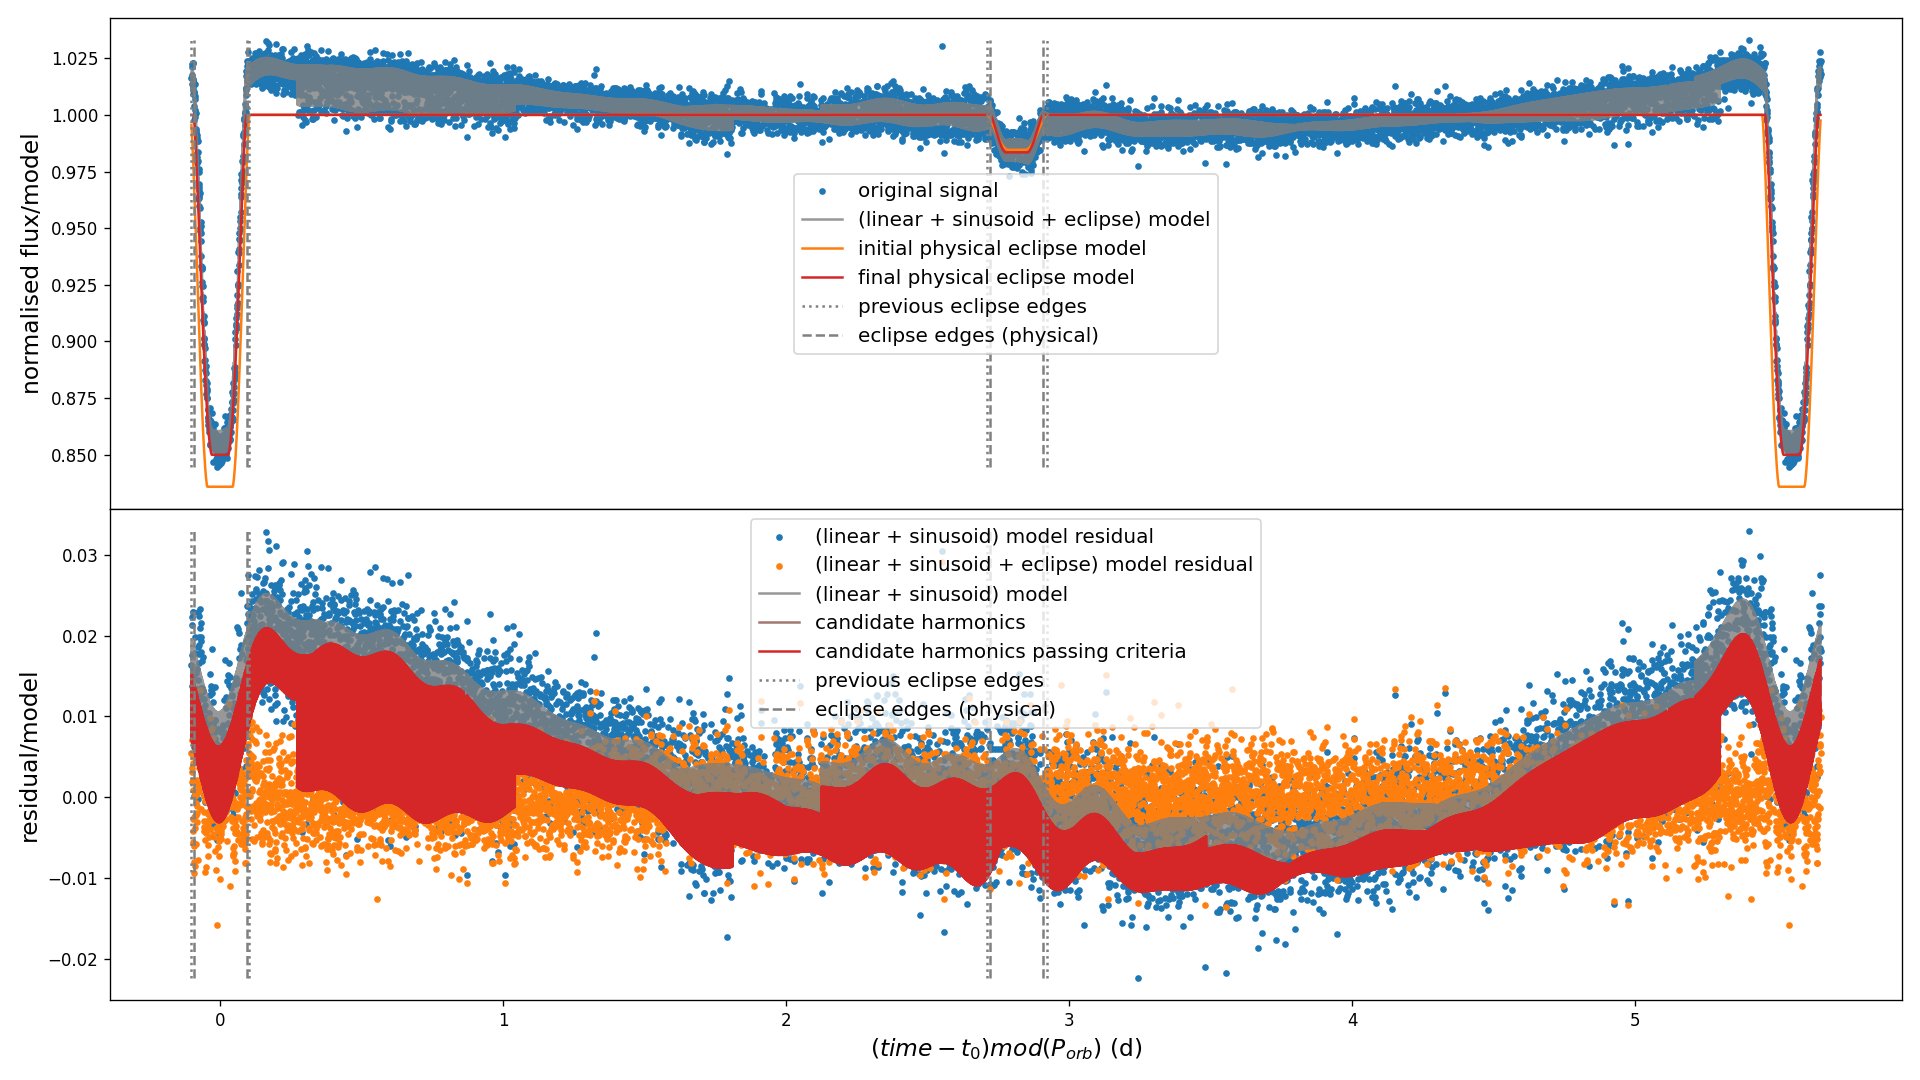 normalised flux/model
1.025
1.000
0.975
0.950
0.925
0.900
0.875
0.850
original signal
(linear + sinusoid + eclipse) model
initial physical eclipse model
final physical eclipse model
previous eclipse edges
eclipse edges (physical)
residual/model
0.03
0.02
0.01
0.00
−0.01
−0.02
(linear + sinusoid) model residual
(linear + sinusoid + eclipse) model residual
(linear + sinusoid) model
candidate harmonics
candidate harmonics passing criteria
previous eclipse edges
eclipse edges (physical)
0 1 2 3 4 5
(time − t₀)mod(P_orb) (d)